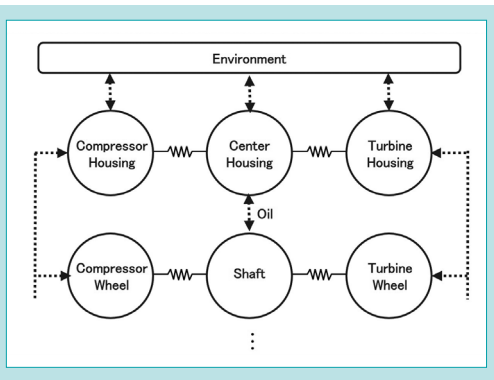 Environment
Compressor
Housing
Center
Housing
Turbine
Housing
Oil
Compressor
Wheel
Shaft
Turbine
Wheel